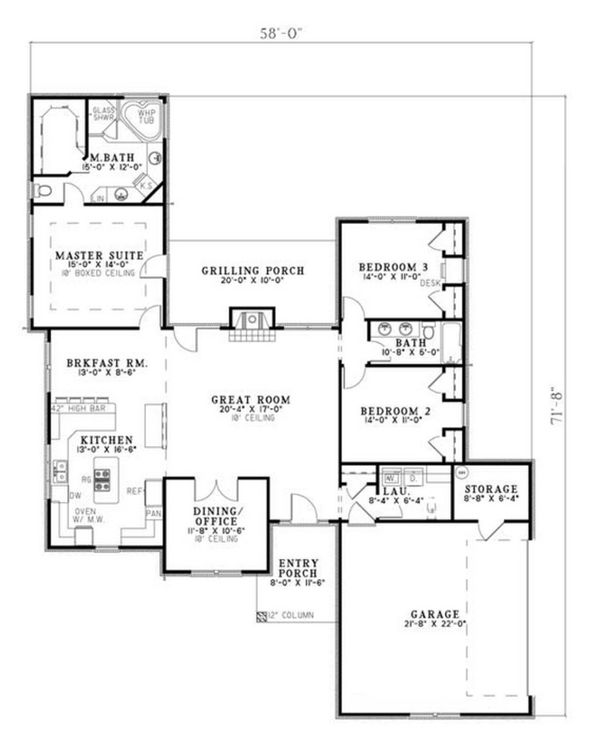 58'-0"
GLASS
SHWR
WHP
TUB
M.BATH
15'-0" X 12'-0"
K.S.
LIN
MASTER SUITE
15'-0" X 14'-0"
10' BOXED CEILING
GRILLING PORCH
20'-0" X 10'-0"
BEDROOM 3
14'-0" X 11'-0"
DESK
BATH
10'-8" X 5'-0"
BRKFAST RM.
13'-0" X 8'-6"
GREAT ROOM
20'-4" X 17'-0"
10' CEILING
BEDROOM 2
14'-0" X 11'-0"
71'-8"
42" HIGH BAR
KITCHEN
13'-0" X 16'-6"
RG
DW
REF
OVEN
W/ M.W.
PAN
DINING/
OFFICE
11'-8" X 10'-6"
10' CEILING
W.
D.
LAU.
8'-4" X 6'-4"
STORAGE
8'-8" X 6'-4"
ENTRY
PORCH
8'-0" X 11'-6"
12" COLUMN
GARAGE
21'-8" X 22'-0"